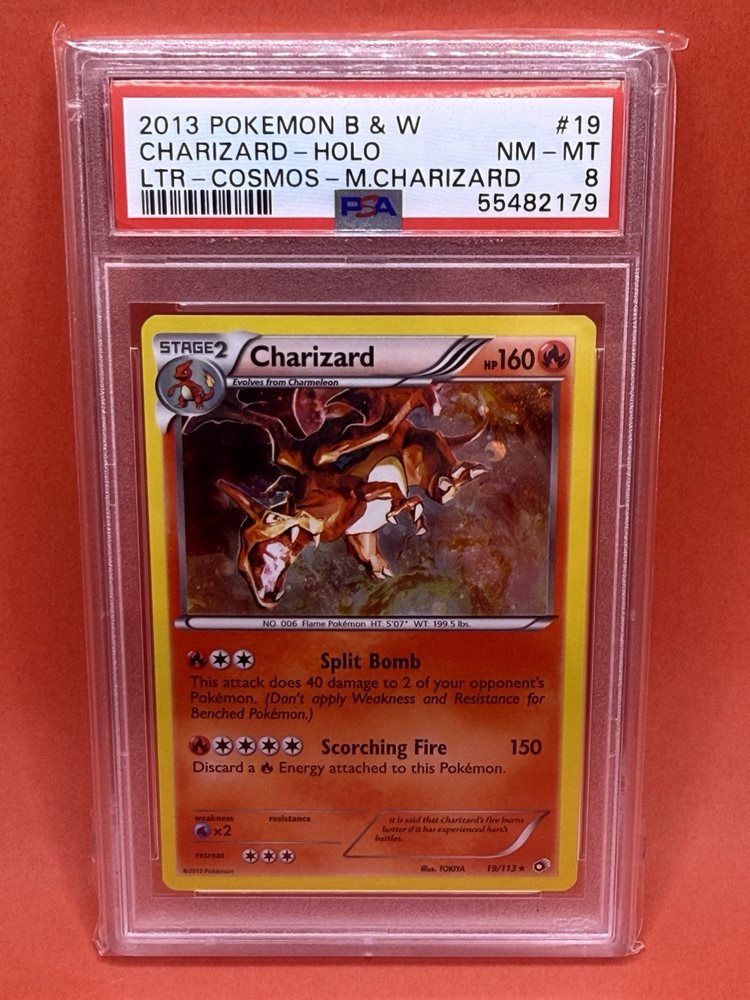 2013 POKEMON B & W #19
CHARIZARD - HOLO NM - MT
LTR - COSMOS - M.CHARIZARD 8
PSA 55482179
STAGE2 Charizard HP160
Evolves from Charmeleon
NO. 006 Flame Pokémon HT: 5'07" WT: 199.5 lbs.
Split Bomb
This attack does 40 damage to 2 of your opponent's
Pokémon. (Don't apply Weakness and Resistance for
Benched Pokémon.)
Scorching Fire 150
Discard a Energy attached to this Pokémon.
weakness resistance
×2
It is said that Charizard's fire burns
hotter if it has experienced harsh
battles.
retreat
©2013 Pokémon Illus. TOKIYA 19/113 ★
PSA